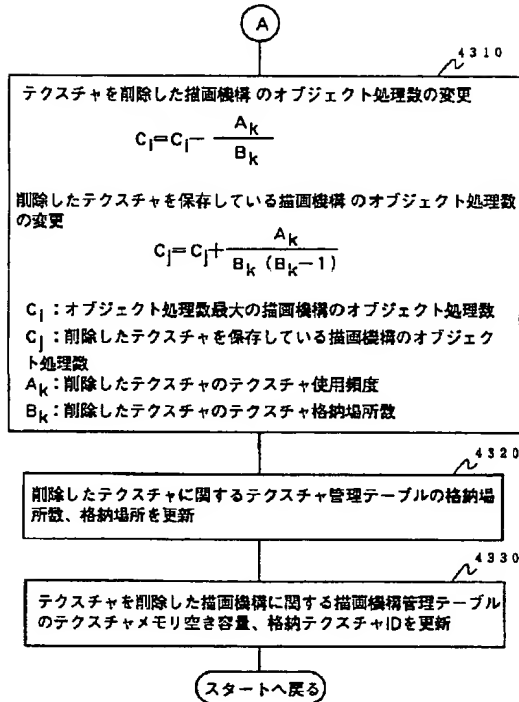 A
4310
テクスチャを削除した描画機構 のオブジェクト処理数の変更
Ci=Ci− Ak/Bk
削除したテクスチャを保存している描画機構 のオブジェクト処理数
の変更
Cj=Cj+ Ak/Bk (Bk−1)
Ci：オブジェクト処理数最大の描画機構のオブジェクト処理数
Cj：削除したテクスチャを保存している描画機構のオブジェク
ト処理数
Ak：削除したテクスチャのテクスチャ使用頻度
Bk：削除したテクスチャのテクスチャ格納場所数
4320
削除したテクスチャに関するテクスチャ管理テーブルの格納場
所数、格納場所を更新
4330
テクスチャを削除した描画機構に関する描画機構管理テーブル
のテクスチャメモリ空き容量、格納テクスチャIDを更新
スタートへ戻る